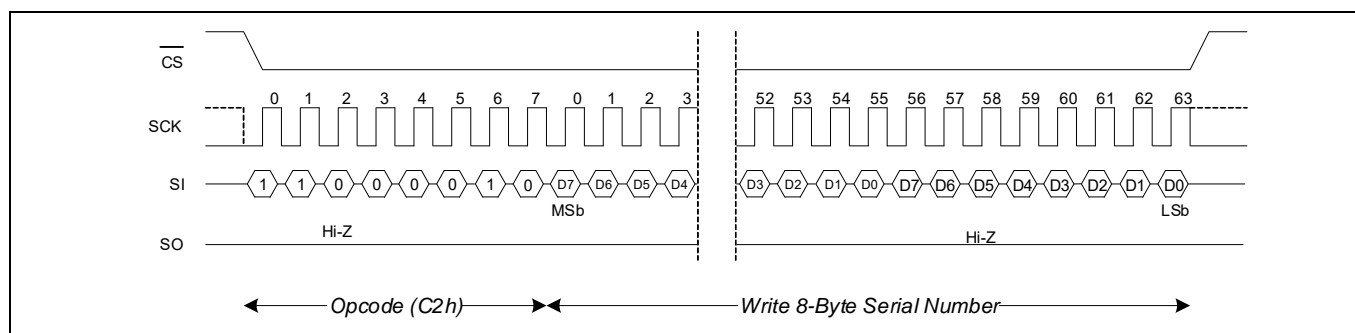 CS
0 1 2 3 4 5 6 7 0 1 2 3 52 53 54 55 56 57 58 59 60 61 62 63
SCK
SI 1 1 0 0 0 0 1 0 D7 D6 D5 D4 D3 D2 D1 D0 D7 D6 D5 D4 D3 D2 D1 D0
MSb LSb
Hi-Z Hi-Z
SO
Opcode (C2h) Write 8-Byte Serial Number